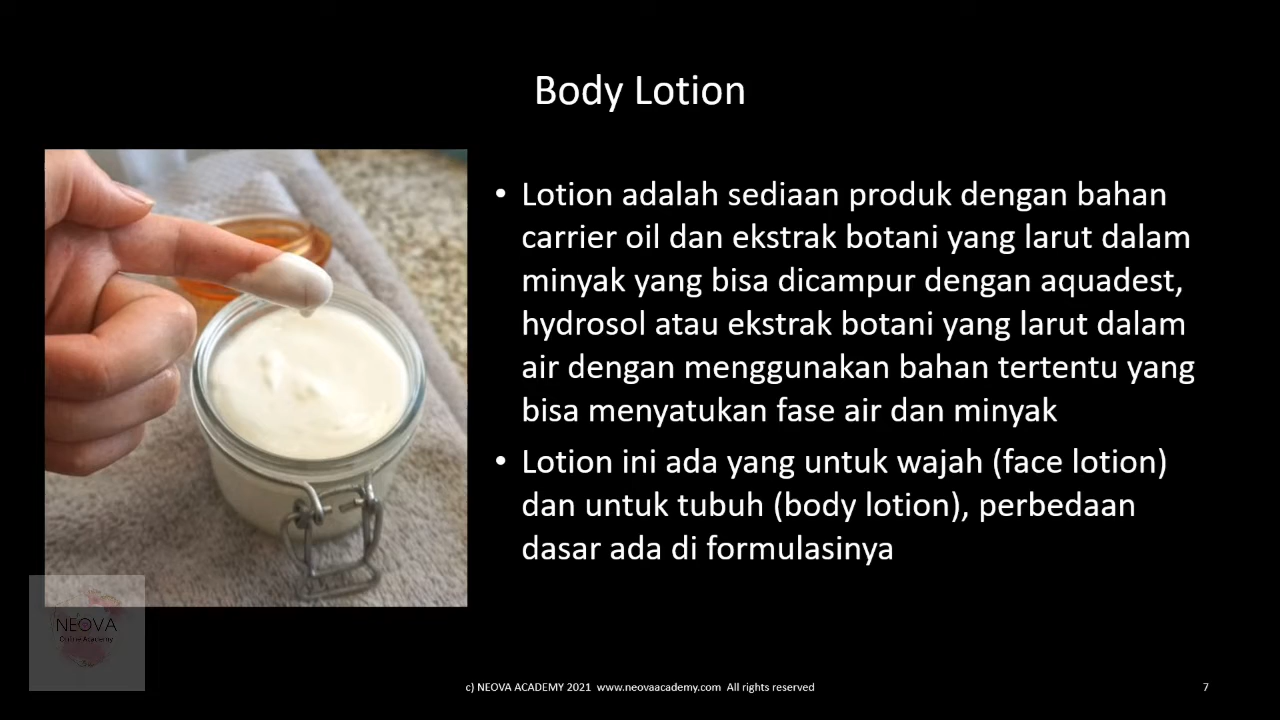 Body Lotion
• Lotion adalah sediaan produk dengan bahan
carrier oil dan ekstrak botani yang larut dalam
minyak yang bisa dicampur dengan aquadest,
hydrosol atau ekstrak botani yang larut dalam
air dengan menggunakan bahan tertentu yang
bisa menyatukan fase air dan minyak
• Lotion ini ada yang untuk wajah (face lotion)
dan untuk tubuh (body lotion), perbedaan
dasar ada di formulasinya
NEOVA
Online Academy
c) NEOVA ACADEMY 2021 www.neovaacademy.com All rights reserved
7